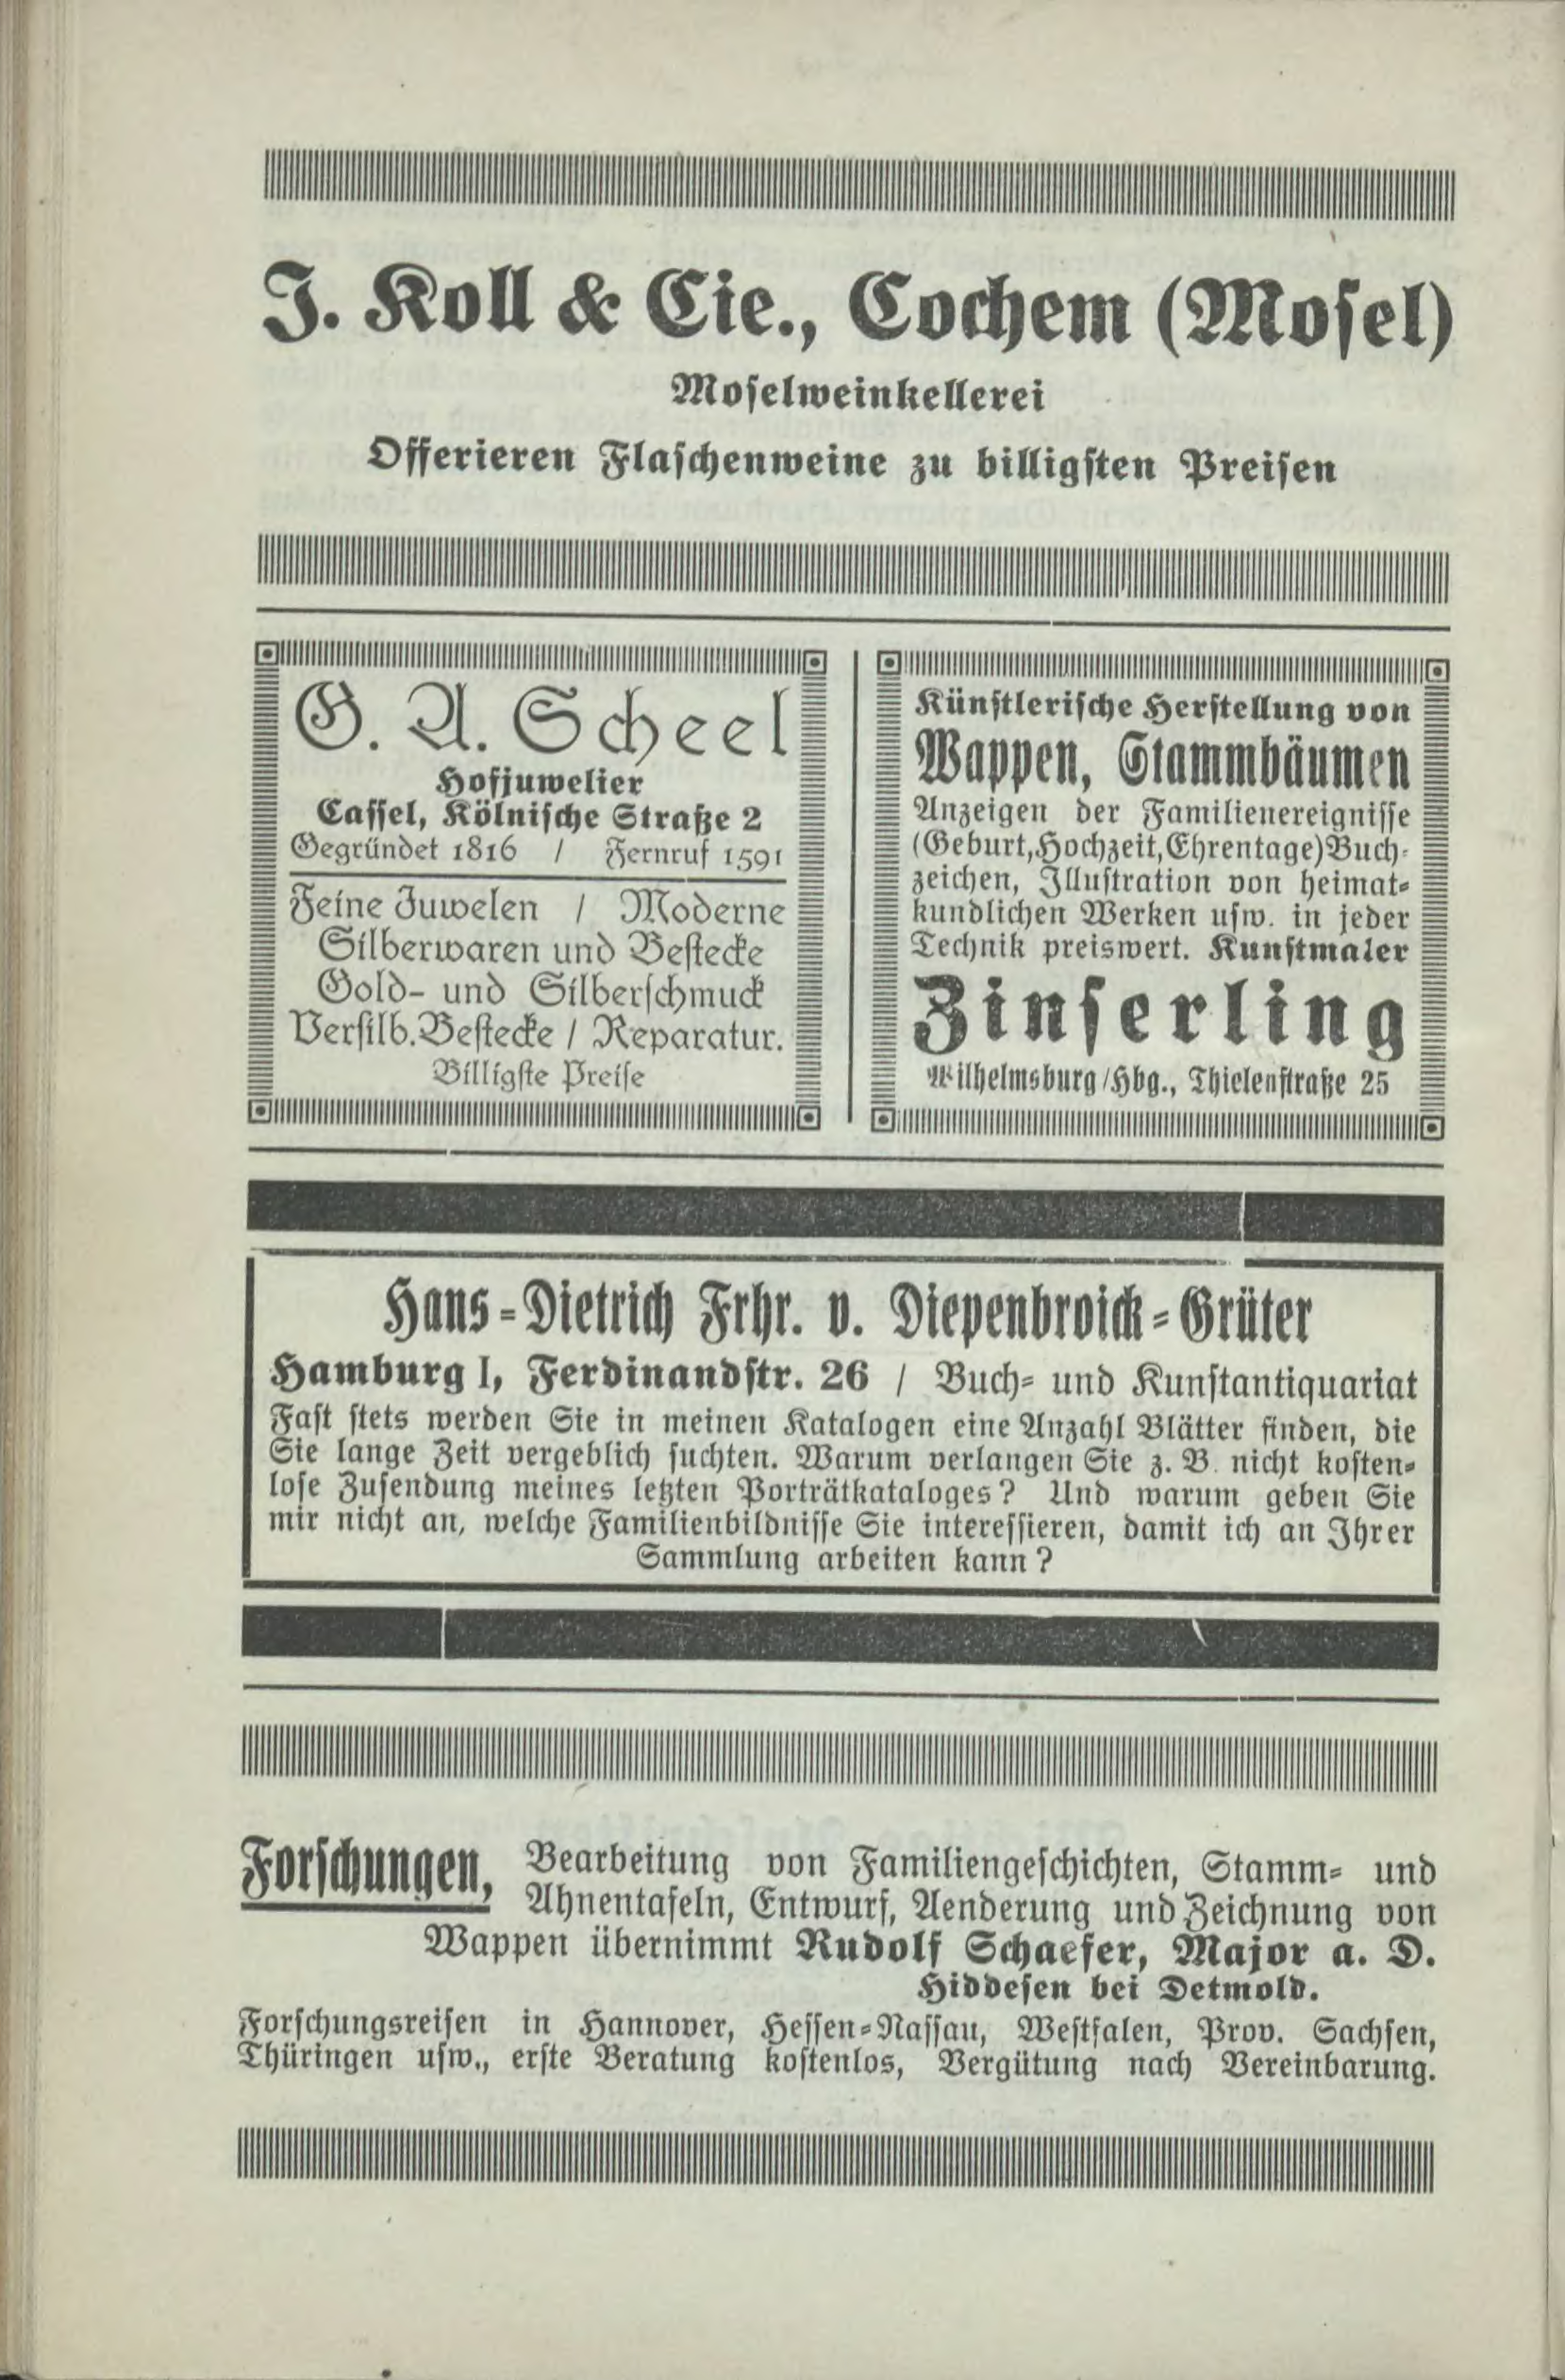 J. Koll & Cie., Cochem (Mosel)
Moselweinkellerei
Offerieren Flaschenweine zu billigsten Preisen
G. A. Scheel
Hofjuwelier
Cassel, Kölnische Straße 2
Gegründet 1816 / Fernruf 1591
Feine Juwelen / Moderne
Silberwaren und Bestecke
Gold- und Silberschmuck
Versilb. Bestecke / Reparatur.
Billigste Preise
Künstlerische Herstellung von
Wappen, Stammbäumen
Anzeigen der Familienereignisse
(Geburt, Hochzeit, Ehrentage) Buch-
zeichen, Illustration von heimat-
kundlichen Werken usw. in jeder
Technik preiswert. Kunstmaler
Zinserling
Wilhelmsburg/Hbg., Thielenstraße 25
Hans-Dietrich Frhr. v. Diepenbroick-Grüter
Hamburg I, Ferdinandstr. 26 / Buch- und Kunstantiquariat
Fast stets werden Sie in meinen Katalogen eine Anzahl Blätter finden, die
Sie lange Zeit vergeblich suchten. Warum verlangen Sie z. B. nicht kosten-
lose Zusendung meines letzten Porträtkataloges? Und warum geben Sie
mir nicht an, welche Familienbildnisse Sie interessieren, damit ich an Ihrer
Sammlung arbeiten kann?
Forschungen, Bearbeitung von Familiengeschichten, Stamm- und
Ahnentafeln, Entwurf, Aenderung und Zeichnung von
Wappen übernimmt Rudolf Schaefer, Major a. D.
Hiddesen bei Detmold.
Forschungsreisen in Hannover, Hessen-Nassau, Westfalen, Prov. Sachsen,
Thüringen usw., erste Beratung kostenlos, Vergütung nach Vereinbarung.